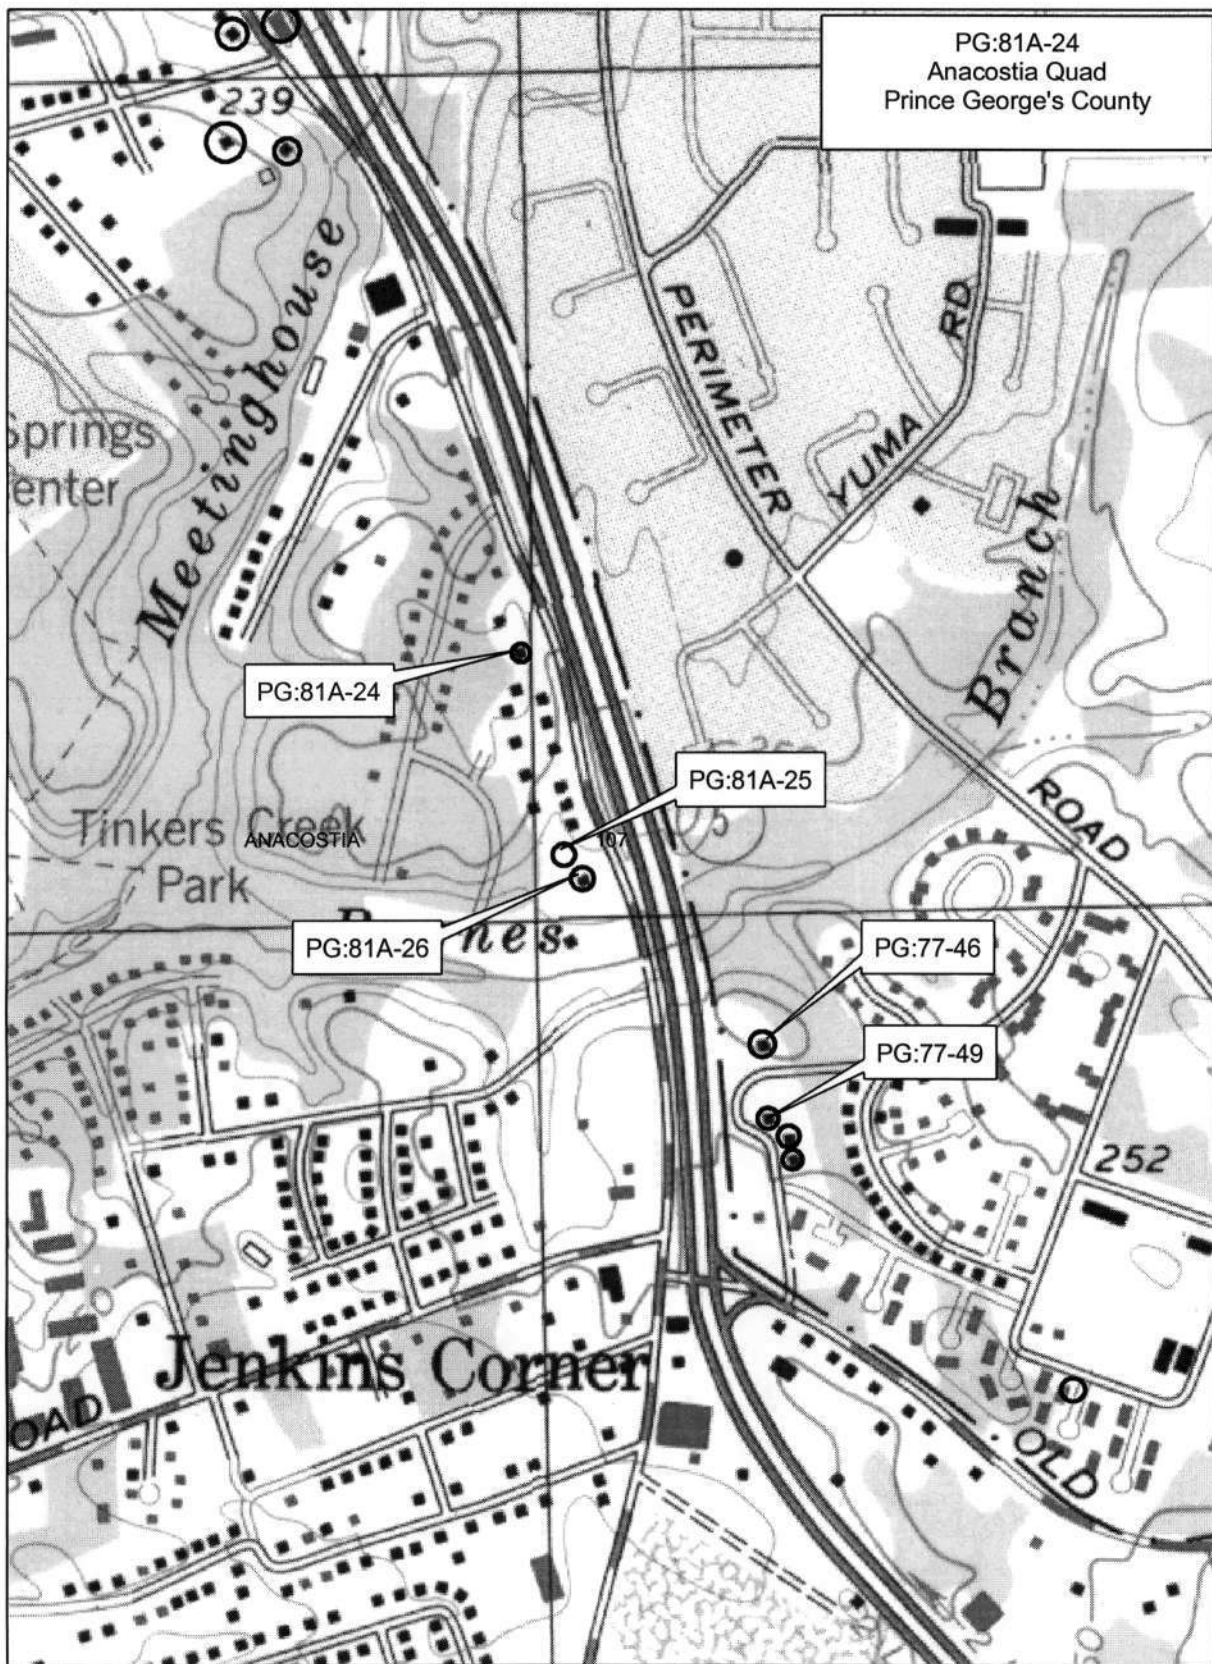 PG:81A-24
Anacostia Quad
Prince George's County
239
Meetinghouse
Springs
enter
PERIMETER
RD
YUMA
Branch
PG:81A-24
PG:81A-25
ROAD
Tinkers Creek
Park
ANACOSTIA
107
PG:81A-26
nes
PG:77-46
PG:77-49
252
Jenkins Corner
OAD
OLD
50